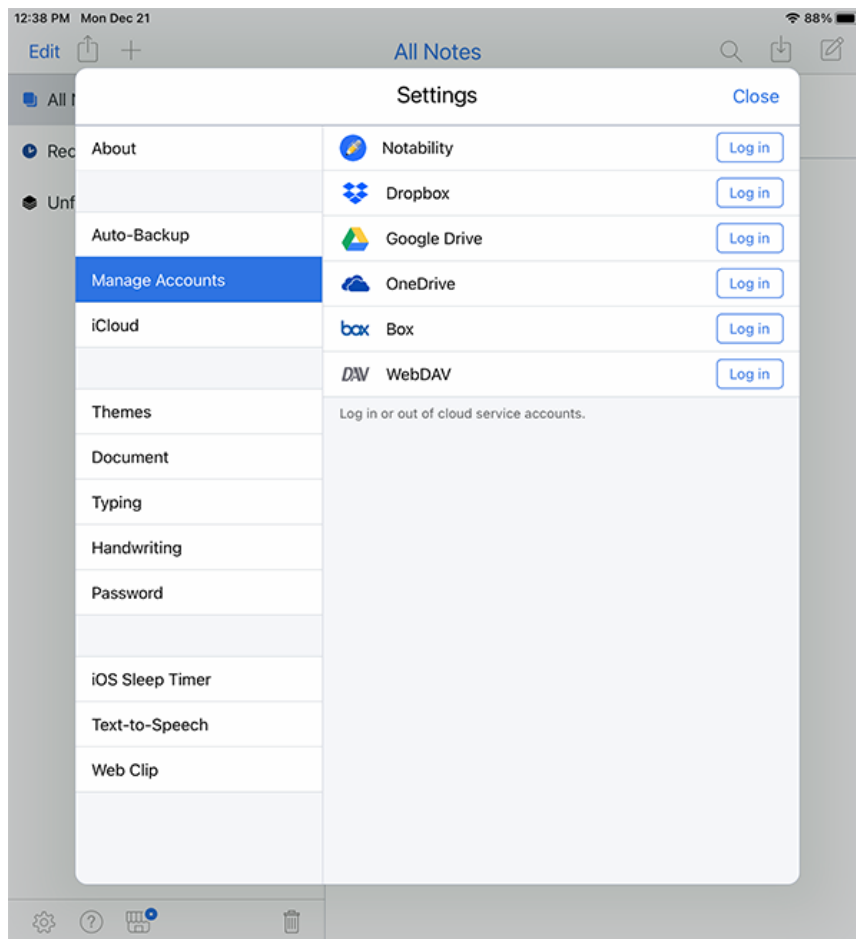 12:38 PM Mon Dec 21 88%
Edit All Notes
Settings Close
All
Rec
Unf
About
Auto-Backup
Manage Accounts
iCloud
Themes
Document
Typing
Handwriting
Password
iOS Sleep Timer
Text-to-Speech
Web Clip
Notability Log in
Dropbox Log in
Google Drive Log in
OneDrive Log in
box Box Log in
DAV WebDAV Log in
Log in or out of cloud service accounts.